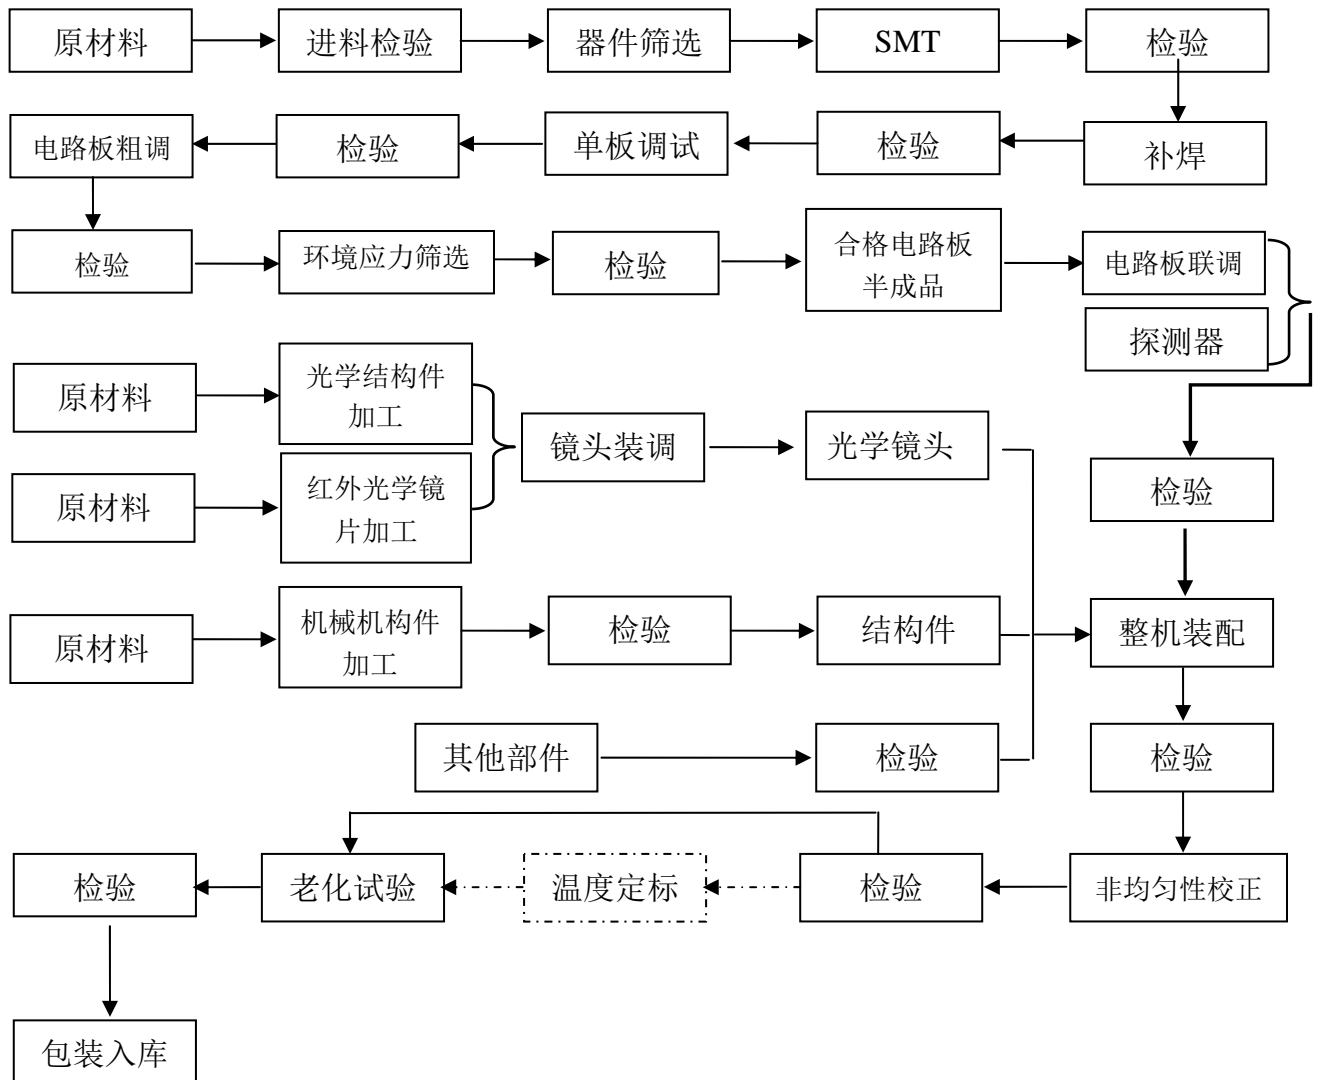 原材料
进料检验
器件筛选
SMT
检验
电路板粗调
检验
单板调试
检验
补焊
检验
环境应力筛选
检验
合格电路板
半成品
电路板联调
探测器
原材料
光学结构件
加工
镜头装调
光学镜头
原材料
红外光学镜
片加工
检验
原材料
机械机构件
加工
检验
结构件
整机装配
其他部件
检验
检验
检验
老化试验
温度定标
检验
非均匀性校正
包装入库